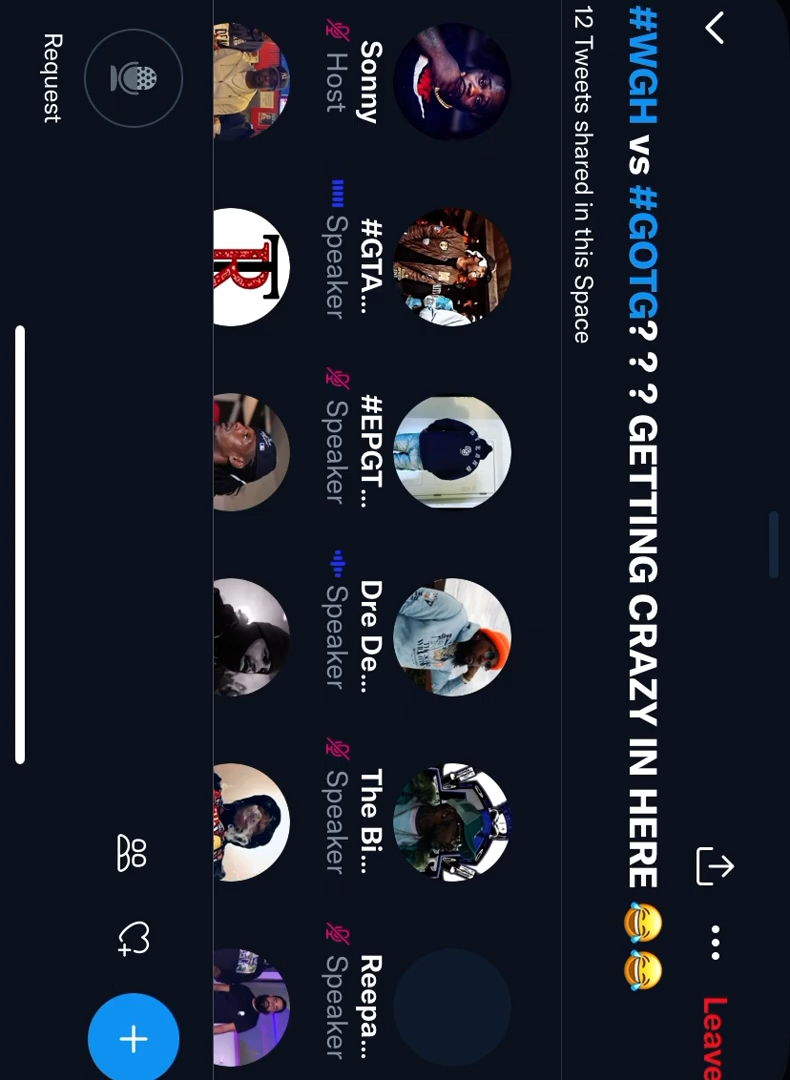 Leave
#WGH vs #GOTG? ? ? GETTING CRAZY IN HERE 😂😂
12 Tweets shared in this Space
Sonny
#GTA...
#EPGT...
Dre De...
The Bi...
Reepa...
Host
Speaker
Speaker
Speaker
Speaker
Speaker
TR
Request